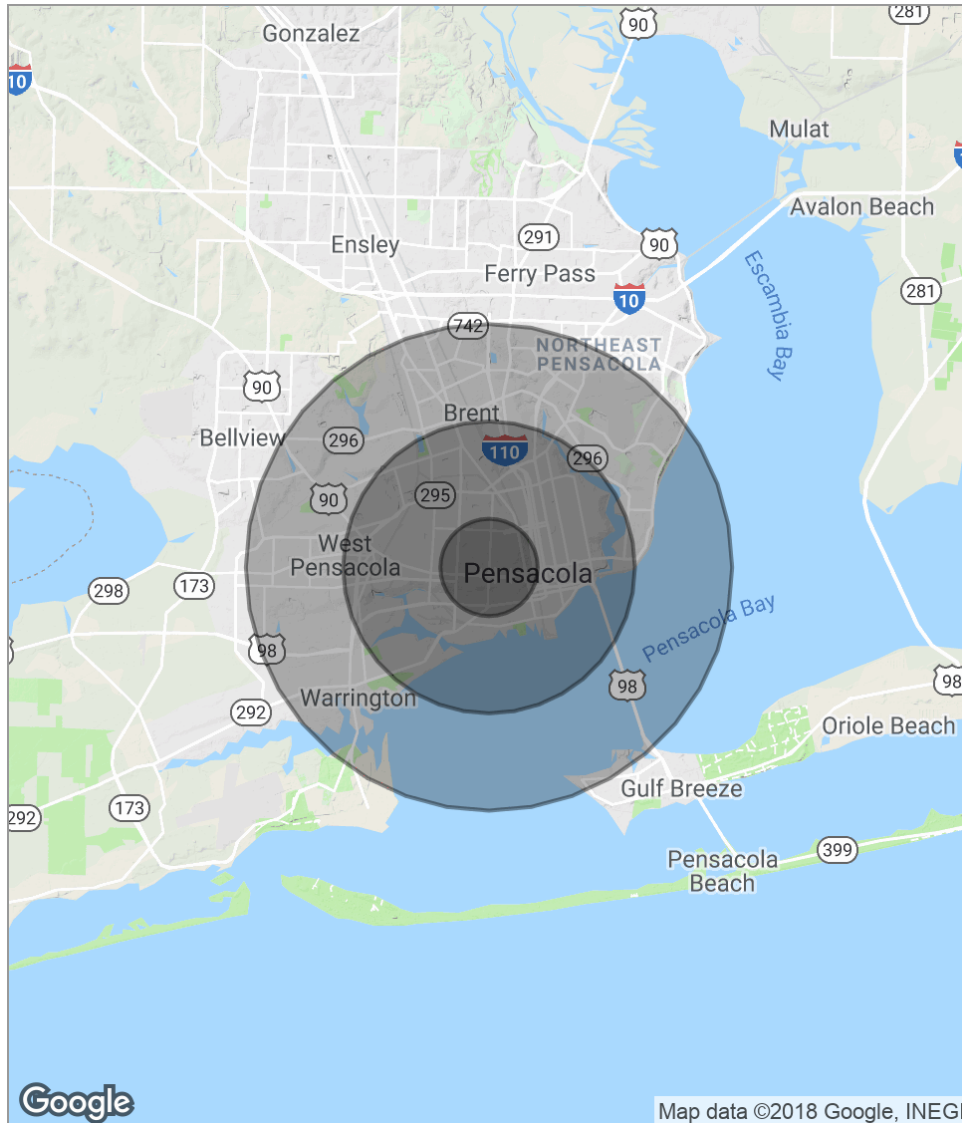 Gonzalez
90
281
10
Mulat
Avalon Beach
Ensley
291
90
Ferry Pass
10
Escambia Bay
281
742
NORTHEAST
PENSACOLA
90
Brent
Bellview
296
110
296
90
295
West
Pensacola
Pensacola
298
173
Pensacola Bay
98
98
98
Warrington
292
Oriole Beach
Gulf Breeze
173
292
399
Pensacola
Beach
Google
Map data ©2018 Google, INEGI